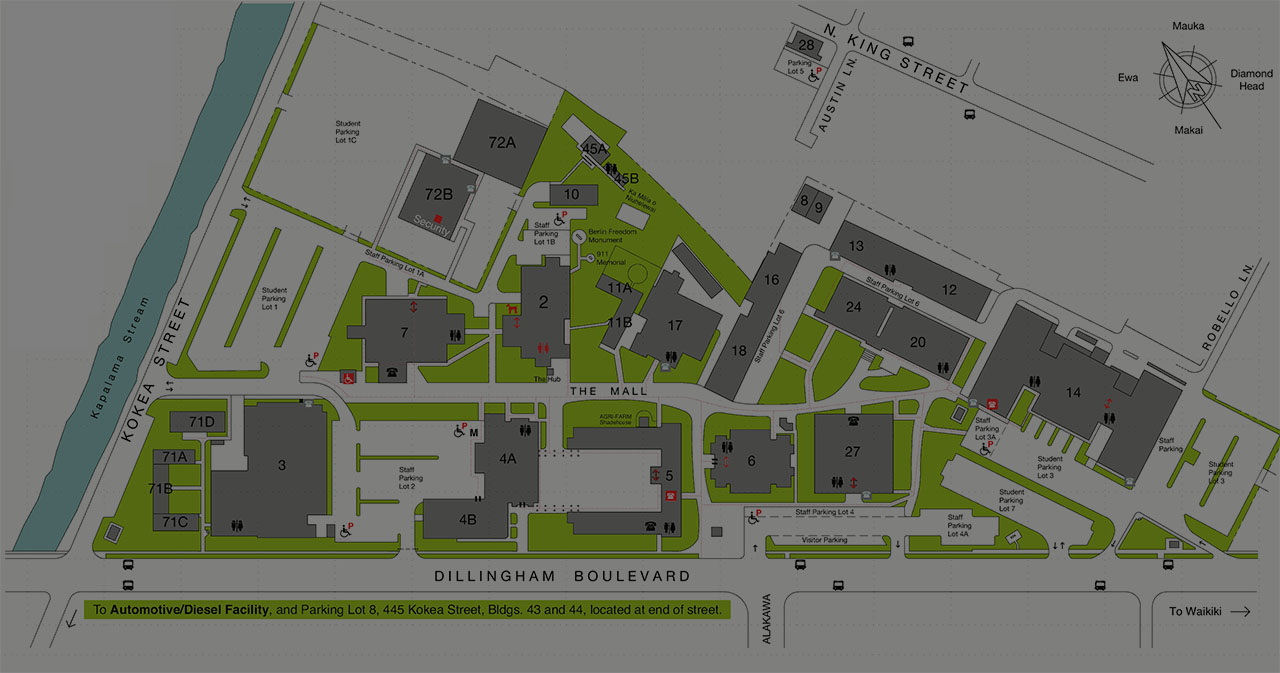 Mauka
Ewa
Diamond
Head
Makai
N. KING STREET
AUSTIN LN.
28
Parking
Lot 5
P
Student
Parking
Lot 1C
72A
72B
Security
45A
45B
10
Staff
Parking
Lot 1B
P
Berlin Freedom
Monument
911
Memorial
Staff Parking Lot 1A
8
9
13
12
16
18
Staff Parking Lot 6
Staff Parking Lot 6
24
20
ROBELLO LN.
Kapalama Stream
KOKEA STREET
Student
Parking
Lot 1
P
7
2
The Hub
11A
11B
17
14
THE MALL
AGRI-FARM
Shadehouse
71D
71A
71B
71C
3
P
P
M
Staff
Parking
Lot 2
4A
4B
5
6
27
Staff
Parking
Lot 3A
P
Student
Parking
Lot 3
Staff
Parking
Student
Parking
Lot 3
Student
Parking
Lot 7
P
Staff Parking Lot 4
Staff
Parking
Lot 4A
Visitor Parking
DILLINGHAM BOULEVARD
To Automotive/Diesel Facility, and Parking Lot 8, 445 Kokea Street, Bldgs. 43 and 44, located at end of street.
ALAKAWA
To Waikiki